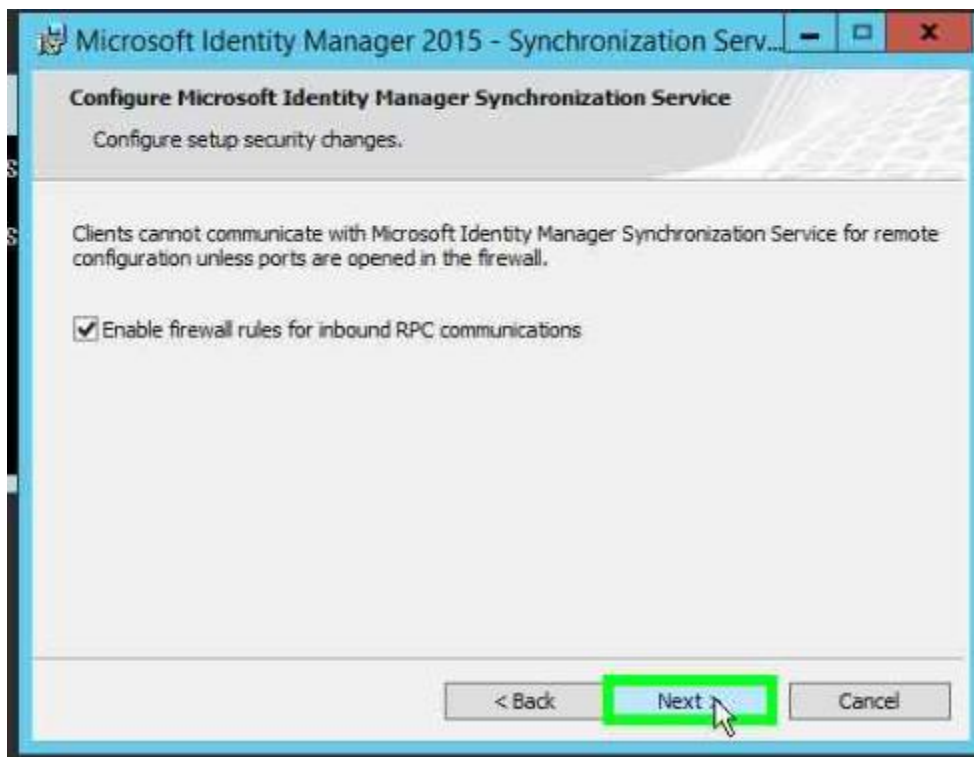 Microsoft Identity Manager 2015 - Synchronization Serv...
Configure Microsoft Identity Manager Synchronization Service
Configure setup security changes.
Clients cannot communicate with Microsoft Identity Manager Synchronization Service for remote
configuration unless ports are opened in the firewall.
Enable firewall rules for inbound RPC communications
< Back
Next >
Cancel